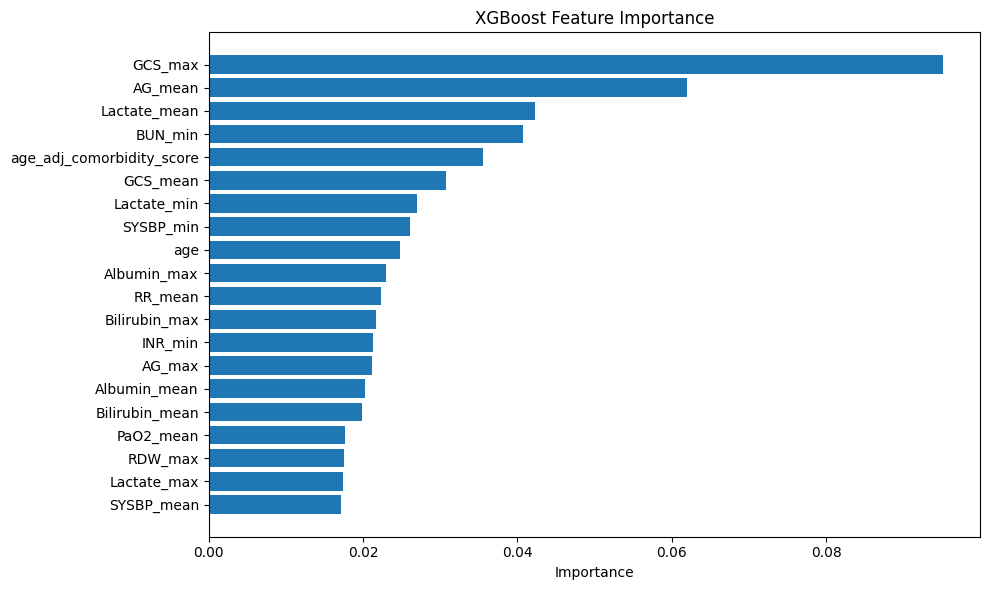 XGBoost Feature Importance
GCS_max
AG_mean
Lactate_mean
BUN_min
age_adj_comorbidity_score
GCS_mean
Lactate_min
SYSBP_min
age
Albumin_max
RR_mean
Bilirubin_max
INR_min
AG_max
Albumin_mean
Bilirubin_mean
PaO2_mean
RDW_max
Lactate_max
SYSBP_mean
0.00 0.02 0.04 0.06 0.08
Importance